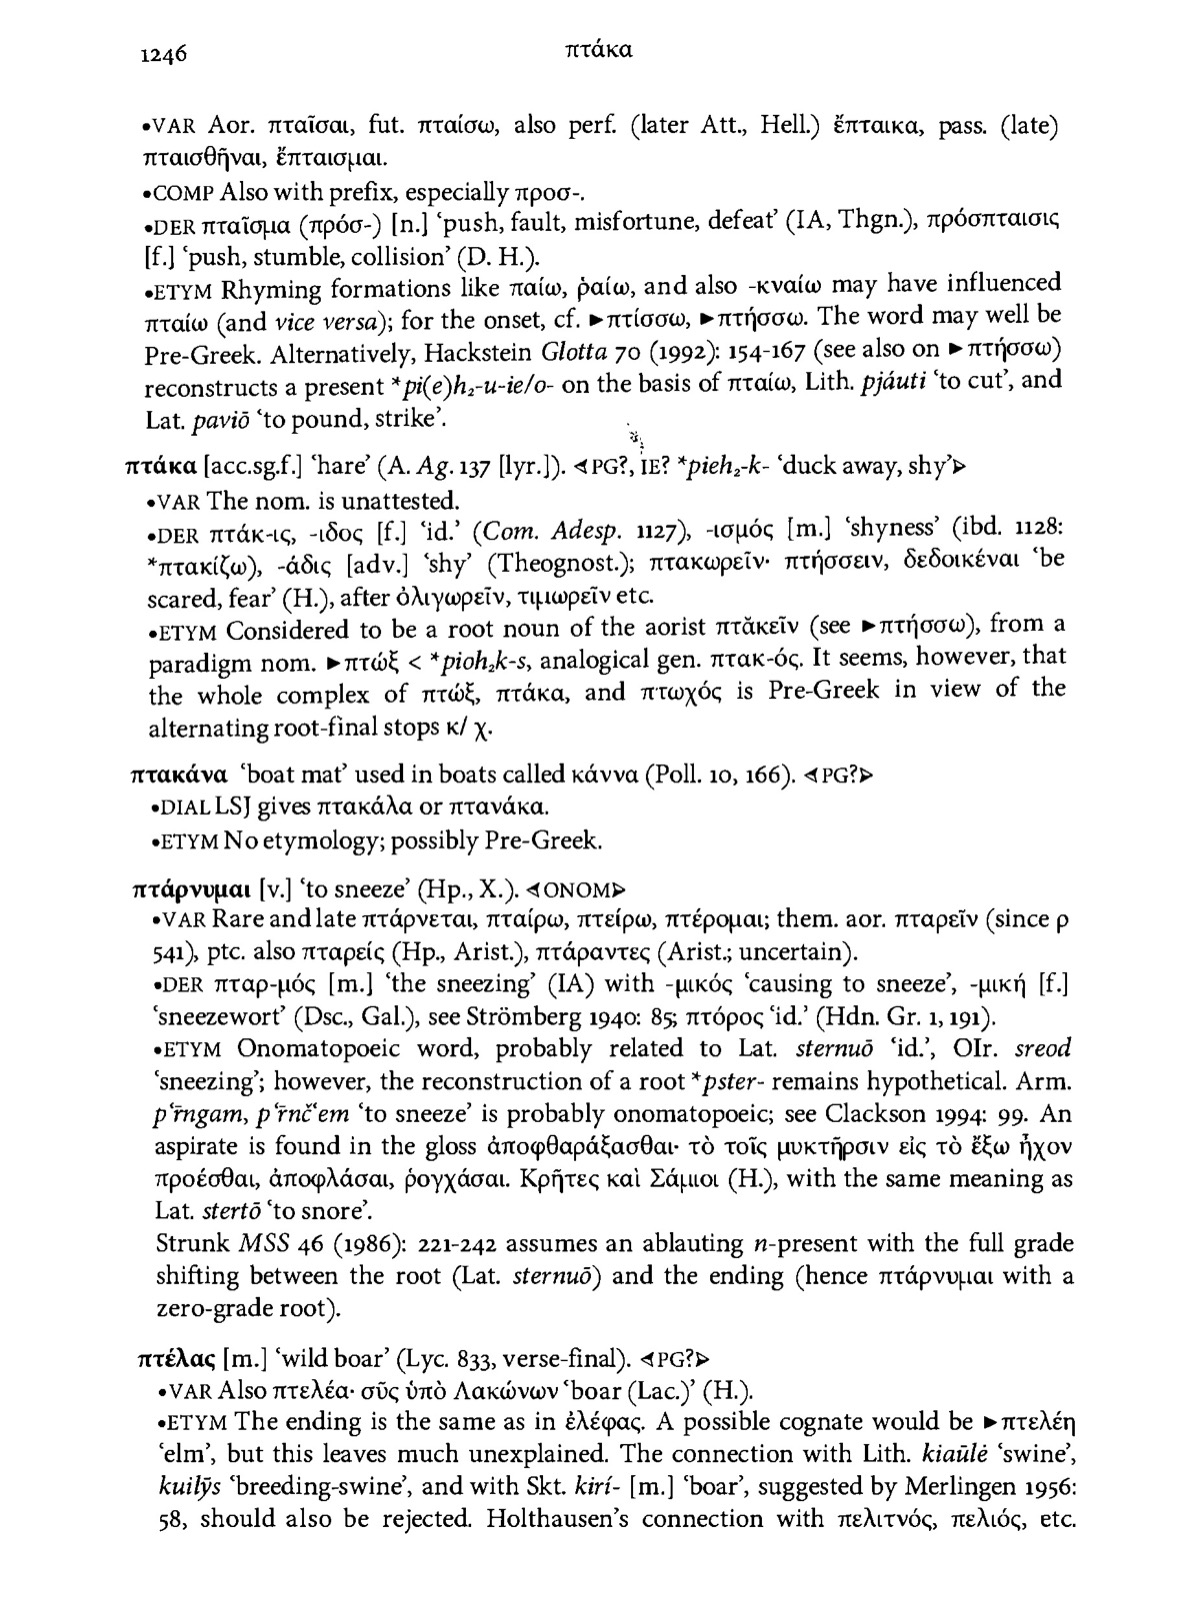 1246
πτάκα
•VAR Aor. πταῖσαι, fut. πταίσω, also perf. (later Att., Hell.) ἔπταικα, pass. (late)
πταισθῆναι, ἔπταισμαι.
•COMP Also with prefix, especially προσ-.
•DER πταῖσμα (πρόσ-) [n.] ‘push, fault, misfortune, defeat’ (IA, Thgn.), πρόσπταισις
[f.] ‘push, stumble, collision’ (D. H.).
•ETYM Rhyming formations like παίω, ῥαίω, and also -κναίω may have influenced
πταίω (and vice versa); for the onset, cf. ►πτίσσω, ►πτήσσω. The word may well be
Pre-Greek. Alternatively, Hackstein Glotta 70 (1992): 154-167 (see also on ►πτήσσω)
reconstructs a present *pi(e)h₂-u-ie/o- on the basis of πταίω, Lith. pjáuti ‘to cut’, and
Lat. paviō ‘to pound, strike’.
πτάκα [acc.sg.f.] ‘hare’ (A. Ag. 137 [lyr.]). ⊲PG?, IE? *pieh₂-k- ‘duck away, shy’⊳
•VAR The nom. is unattested.
•DER πτάκ-ις, -ιδος [f.] ‘id.’ (Com. Adesp. 1127), -ισμός [m.] ‘shyness’ (ibd. 1128:
*πτακίζω), -άδις [adv.] ‘shy’ (Theognost.); πτακωρεῖν· πτήσσειν, δεδοικέναι ‘be
scared, fear’ (H.), after ὀλιγωρεῖν, τιμωρεῖν etc.
•ETYM Considered to be a root noun of the aorist πτᾰκεῖν (see ►πτήσσω), from a
paradigm nom. ►πτώξ < *pioh₂k-s, analogical gen. πτακ-ός. It seems, however, that
the whole complex of πτώξ, πτάκα, and πτωχός is Pre-Greek in view of the
alternating root-final stops κ/ χ.
πτακάνα ‘boat mat’ used in boats called κάννα (Poll. 10, 166). ⊲PG?⊳
•DIAL LSJ gives πτακάλα or πτανάκα.
•ETYM No etymology; possibly Pre-Greek.
πτάρνυμαι [v.] ‘to sneeze’ (Hp., X.). ⊲ONOM⊳
•VAR Rare and late πτάρνεται, πταίρω, πτείρω, πτέρομαι; them. aor. πταρεῖν (since ρ
541), ptc. also πταρείς (Hp., Arist.), πτάραντες (Arist.; uncertain).
•DER πταρ-μός [m.] ‘the sneezing’ (IA) with -μικός ‘causing to sneeze’, -μική [f.]
‘sneezewort’ (Dsc., Gal.), see Strömberg 1940: 85; πτόρος ‘id.’ (Hdn. Gr. 1, 191).
•ETYM Onomatopoeic word, probably related to Lat. sternuō ‘id.’, OIr. sreod
‘sneezing’; however, the reconstruction of a root *pster- remains hypothetical. Arm.
pʿr̄ngam, pʿr̄nčʿem ‘to sneeze’ is probably onomatopoeic; see Clackson 1994: 99. An
aspirate is found in the gloss ἀποφθαράξασθαι· τὸ τοῖς μυκτῆρσιν εἰς τὸ ἔξω ἦχον
προέσθαι, ἀποφλάσαι, ῥογχάσαι. Κρῆτες καὶ Σάμιοι (H.), with the same meaning as
Lat. stertō ‘to snore’.
Strunk MSS 46 (1986): 221-242 assumes an ablauting n-present with the full grade
shifting between the root (Lat. sternuō) and the ending (hence πτάρνυμαι with a
zero-grade root).
πτέλας [m.] ‘wild boar’ (Lyc. 833, verse-final). ⊲PG?⊳
•VAR Also πτελέα· σῦς ὑπὸ Λακώνων ‘boar (Lac.)’ (H.).
•ETYM The ending is the same as in ἐλέφας. A possible cognate would be ►πτελέη
‘elm’, but this leaves much unexplained. The connection with Lith. kiaūlė ‘swine’,
kuilỹs ‘breeding-swine’, and with Skt. kirí- [m.] ‘boar’, suggested by Merlingen 1956:
58, should also be rejected. Holthausen’s connection with πελιτνός, πελιός, etc.